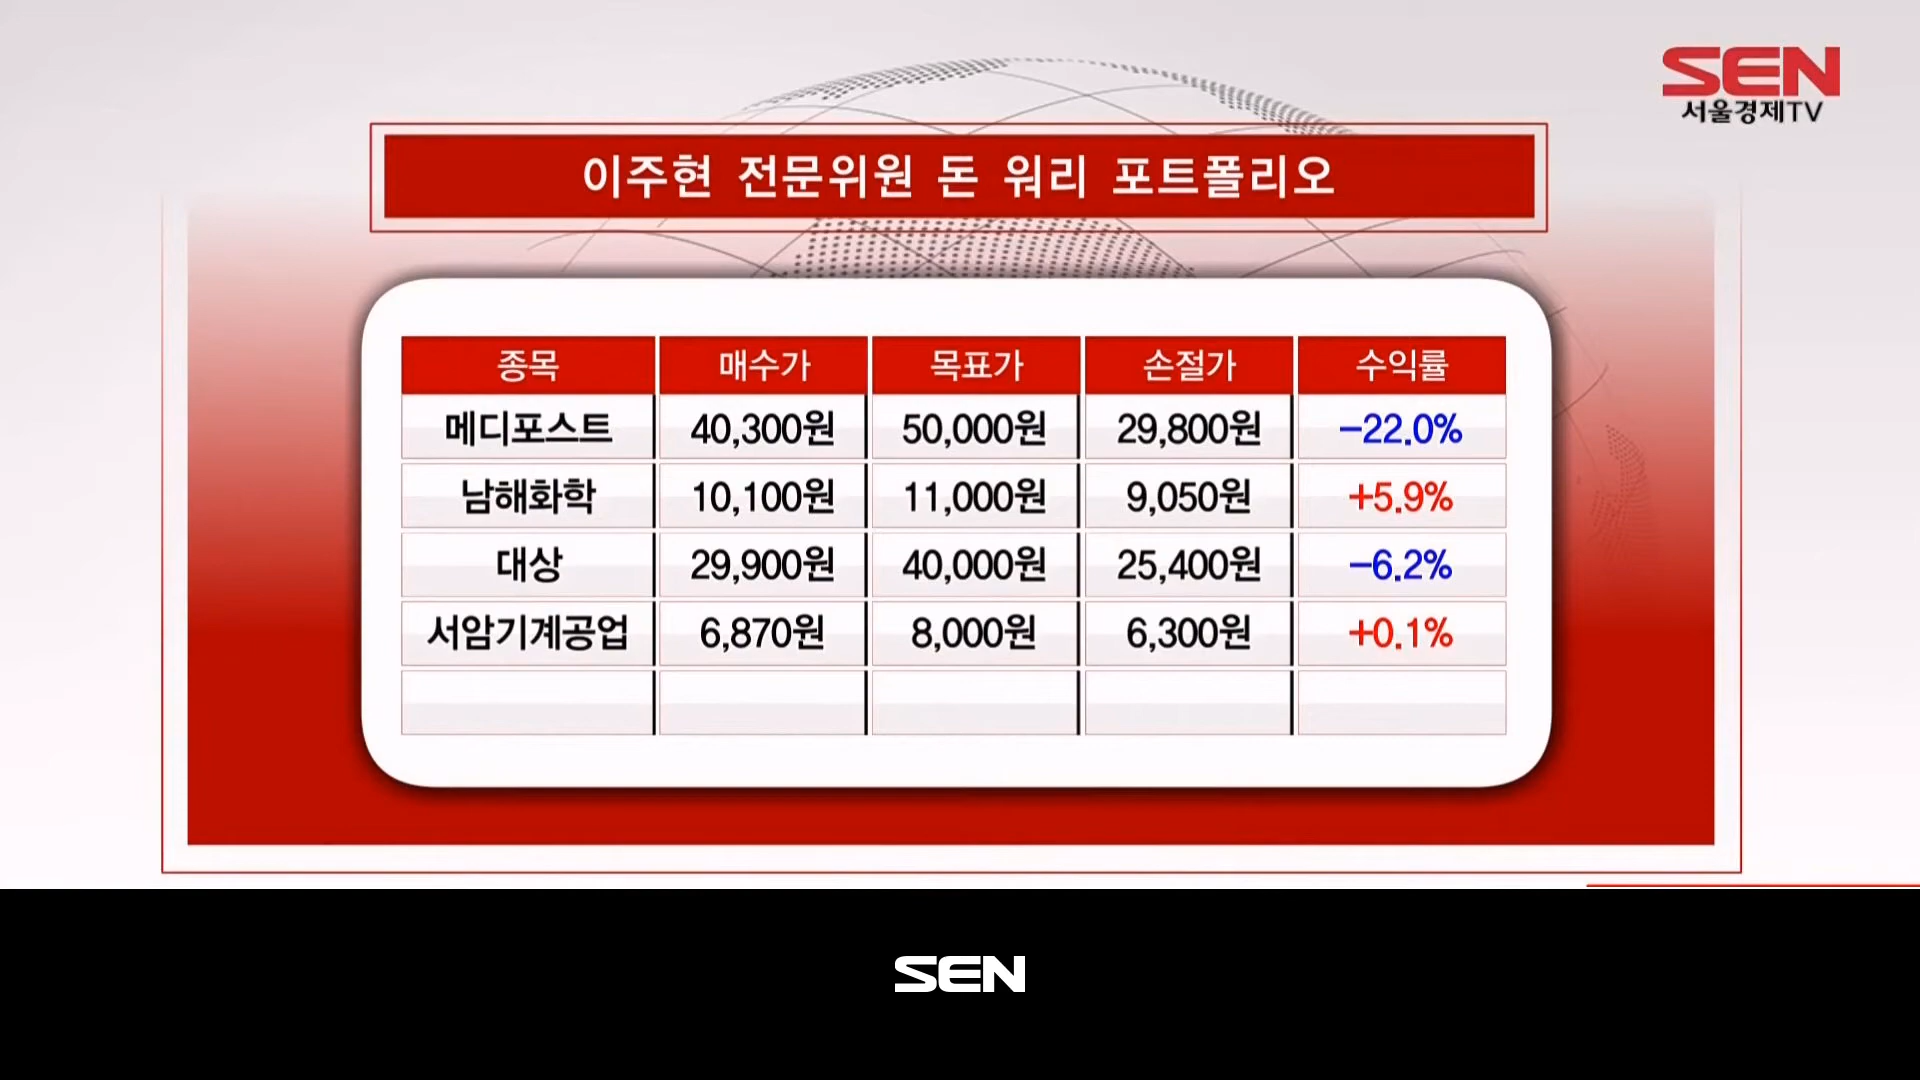 SEN
서울경제TV
이주현 전문위원 돈 워리 포트폴리오
종목 매수가 목표가 손절가 수익률
메디포스트 40,300원 50,000원 29,800원 -22.0%
남해화학 10,100원 11,000원 9,050원 +5.9%
대상 29,900원 40,000원 25,400원 -6.2%
서암기계공업 6,870원 8,000원 6,300원 +0.1%
SEN